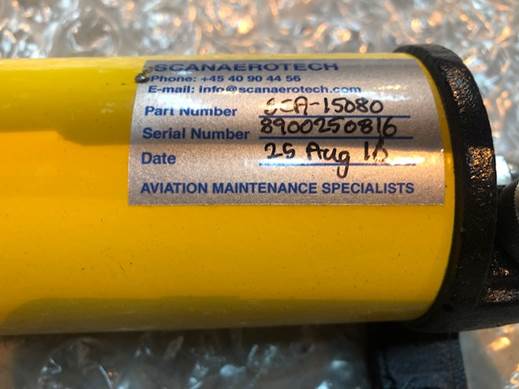 SCANAEROTECH
Phone: +45 40 90 44 56
E-mail: info@scanaerotech.com
Part Number SCA-15080
Serial Number 8900250816
Date 25 Aug 16
AVIATION MAINTENANCE SPECIALISTS